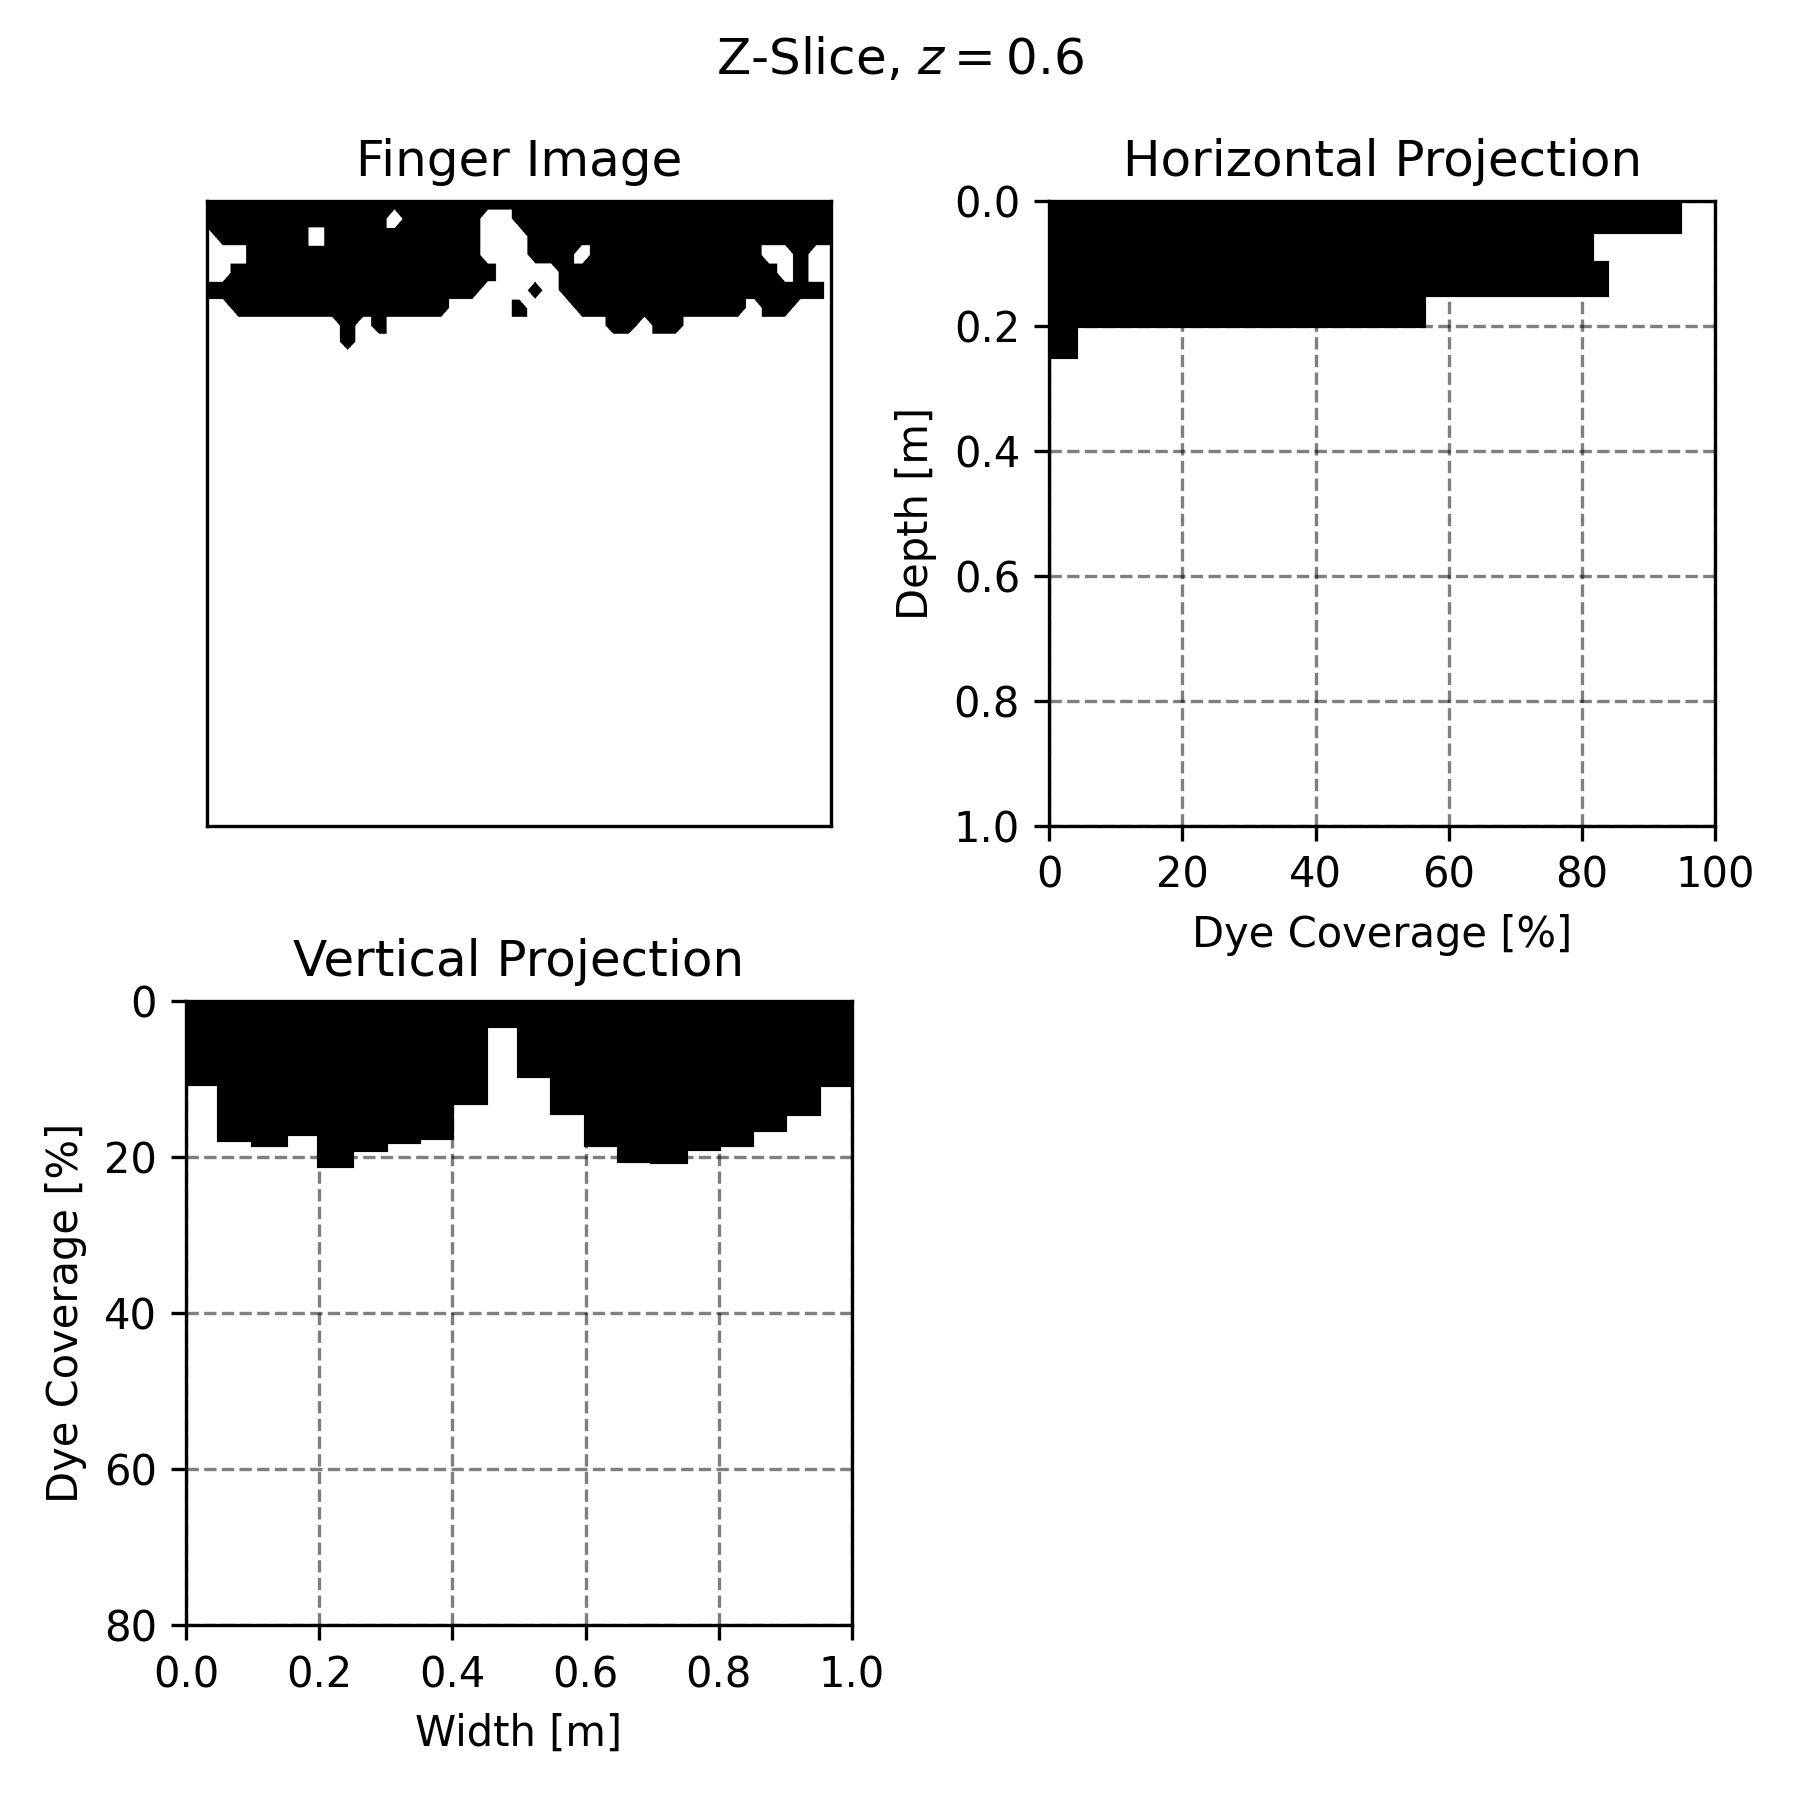 Z-Slice, z = 0.6
Finger Image
Horizontal Projection
0.0
0.2
0.4
0.6
0.8
1.0
Depth [m]
0 20 40 60 80 100
Dye Coverage [%]
Vertical Projection
0
20
40
60
80
Dye Coverage [%]
0.0 0.2 0.4 0.6 0.8 1.0
Width [m]